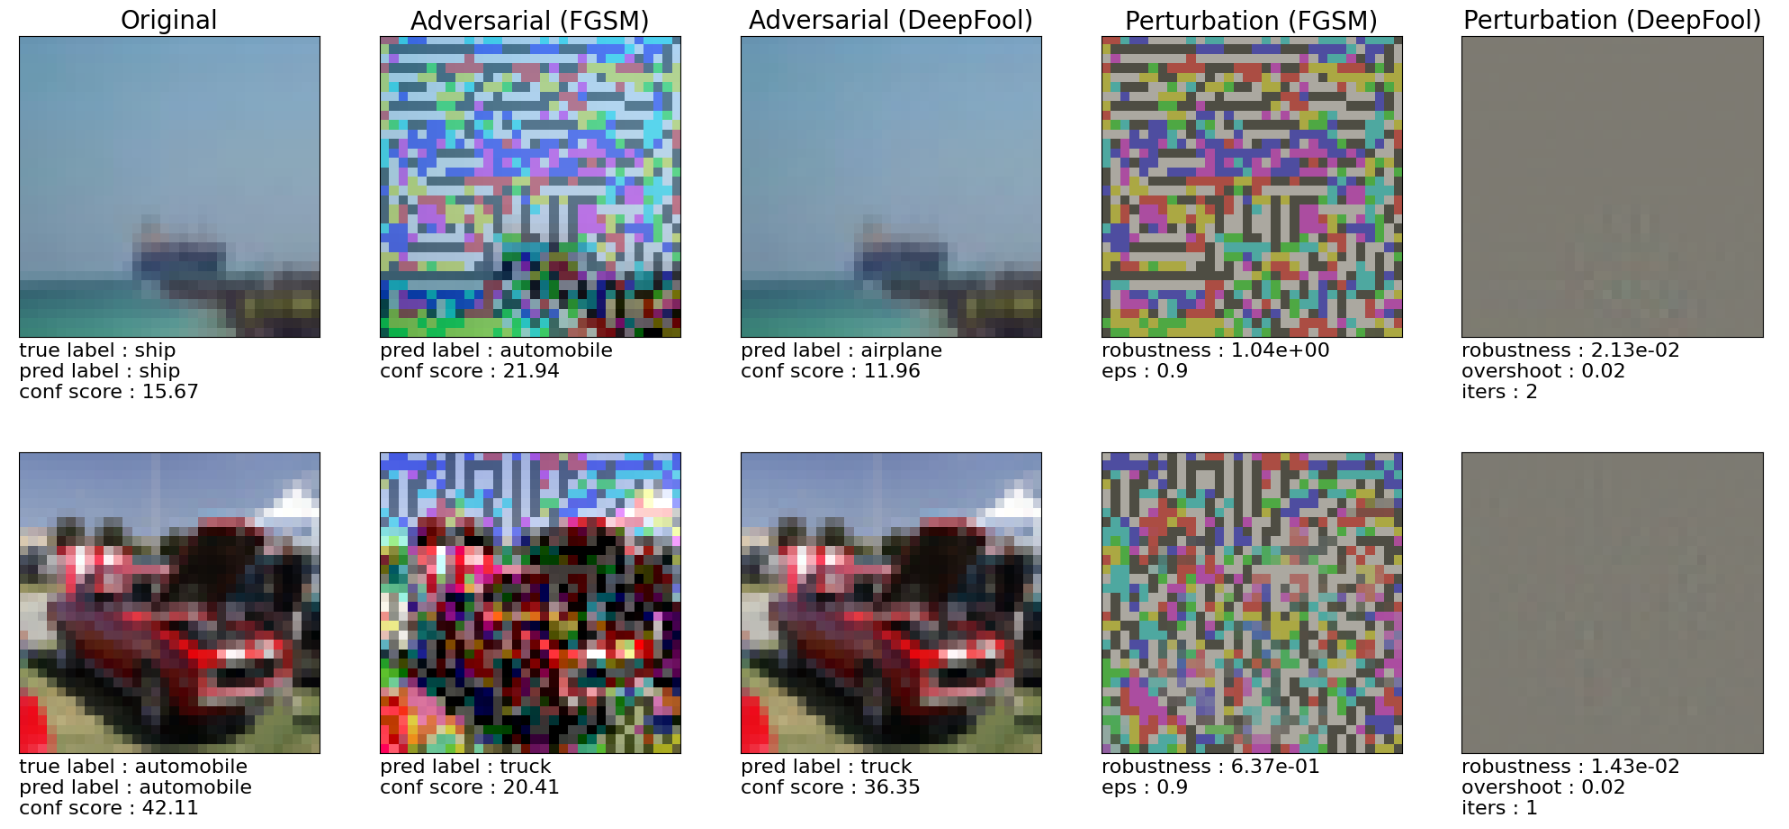 Original
Adversarial (FGSM)
Adversarial (DeepFool)
Perturbation (FGSM)
Perturbation (DeepFool)
true label : ship
pred label : ship
conf score : 15.67
pred label : automobile
conf score : 21.94
pred label : airplane
conf score : 11.96
robustness : 1.04e+00
eps : 0.9
robustness : 2.13e-02
overshoot : 0.02
iters : 2
true label : automobile
pred label : automobile
conf score : 42.11
pred label : truck
conf score : 20.41
pred label : truck
conf score : 36.35
robustness : 6.37e-01
eps : 0.9
robustness : 1.43e-02
overshoot : 0.02
iters : 1